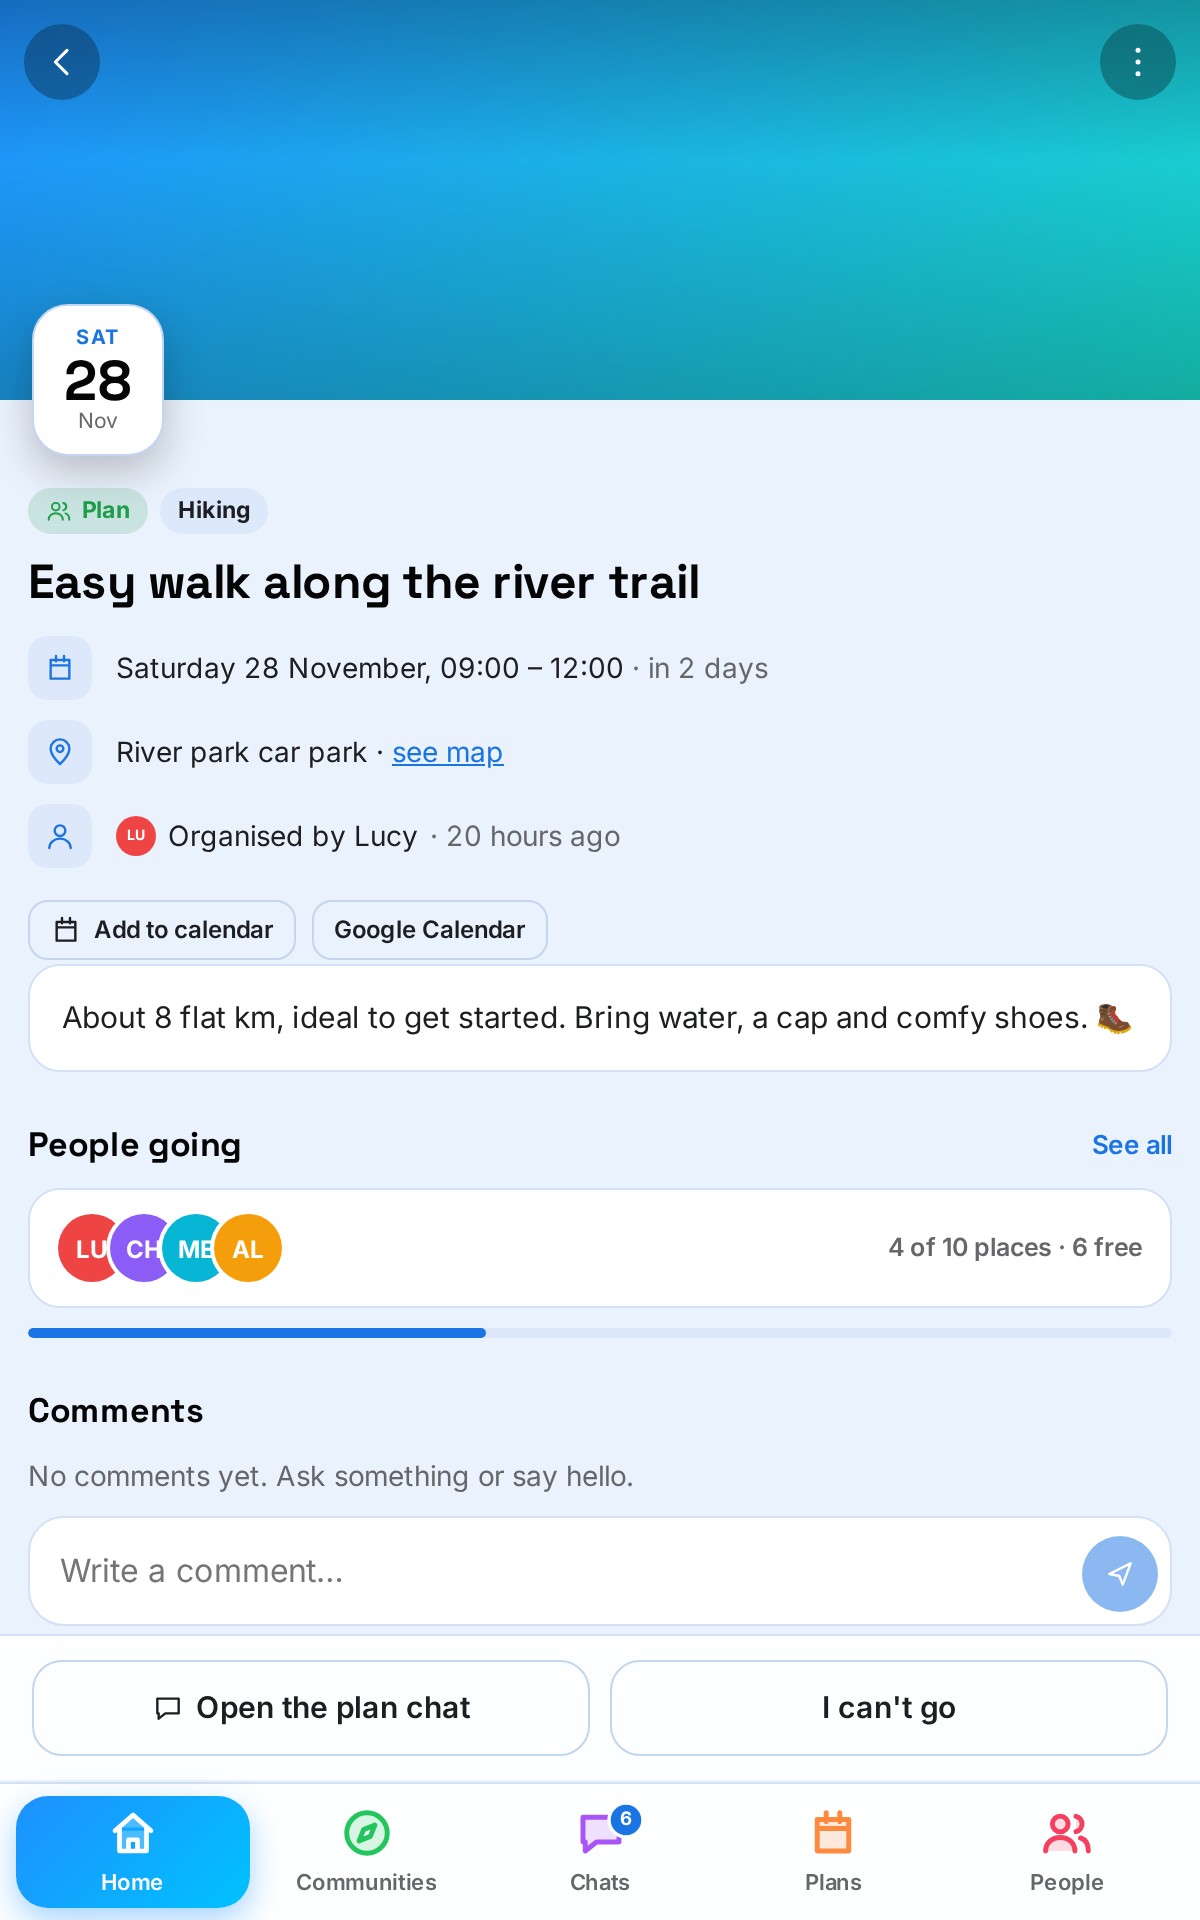 SAT
28
Nov
Plan
Hiking
Easy walk along the river trail
Saturday 28 November, 09:00 – 12:00 · in 2 days
River park car park · see map
LU Organised by Lucy · 20 hours ago
Add to calendar
Google Calendar
About 8 flat km, ideal to get started. Bring water, a cap and comfy shoes. 🥾
People going
See all
LU CH ME AL
4 of 10 places · 6 free
Comments
No comments yet. Ask something or say hello.
Write a comment...
Open the plan chat
I can't go
6
Home
Communities
Chats
Plans
People